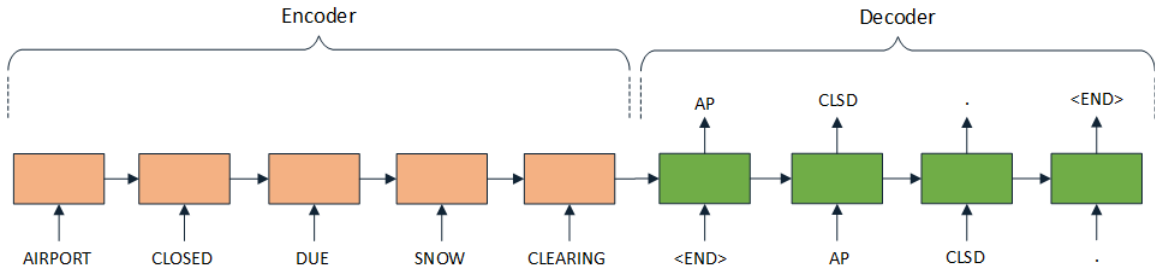 Encoder Decoder
AP CLSD . <END>
AIRPORT CLOSED DUE SNOW CLEARING <END> AP CLSD .